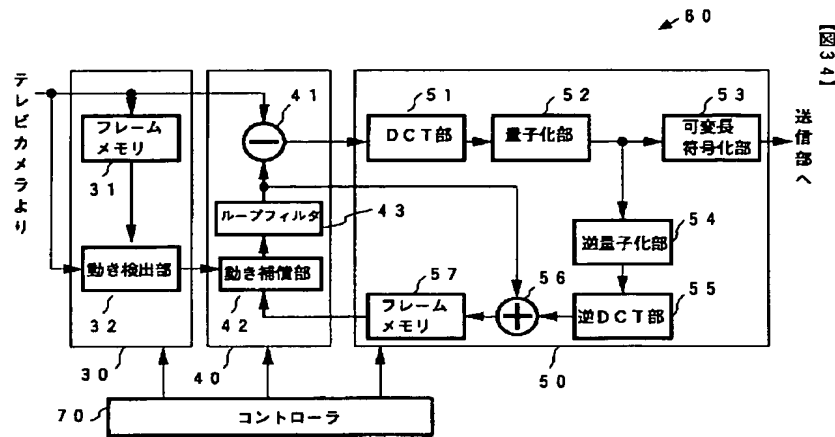 【図34】
60
テレビカメラより
フレーム
メモリ
31
動き検出部
32
30
41
ループフィルタ
43
動き補償部
42
40
51
DCT部
52
量子化部
53
可変長
符号化部
送信部へ
54
逆量子化部
55
逆DCT部
56
57
フレーム
メモリ
50
70
コントローラ